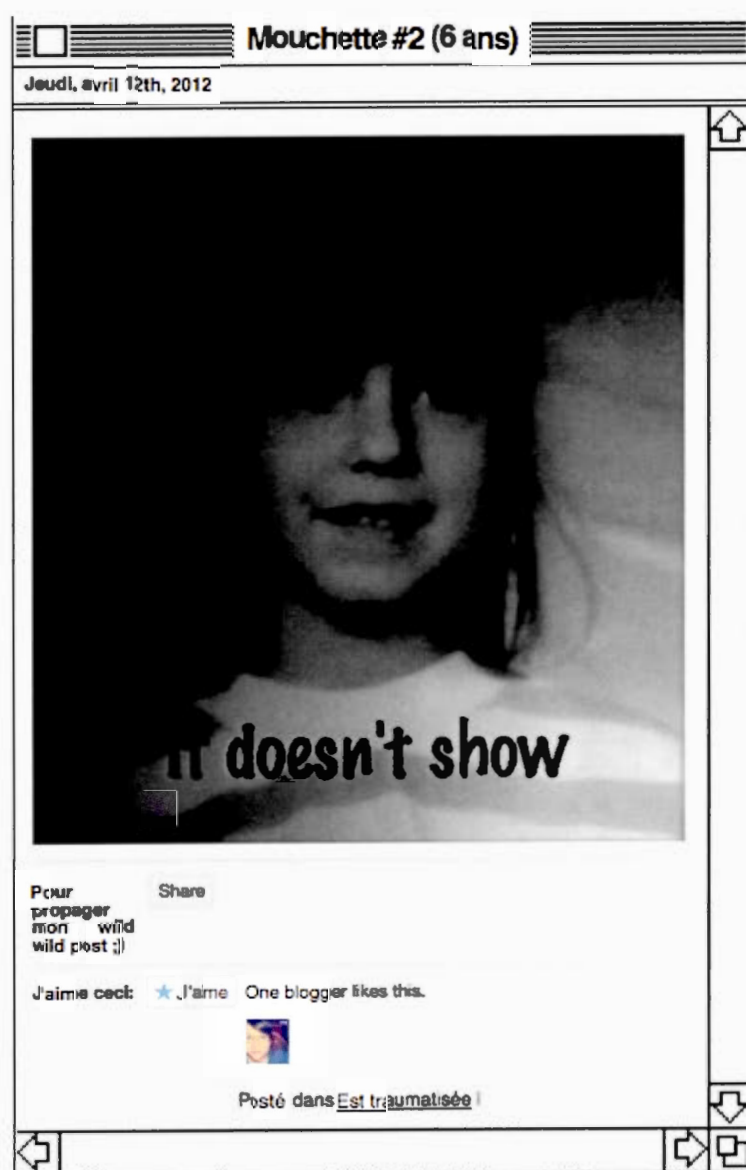 Mouchette #2 (6 ans)
Jeudi, avril 12th, 2012
It doesn't show
Pour
propager
mon wild
wild post ;))
Share
J'aime ceci: J'aime One blogger likes this.
Posté dans Est traumatisée |